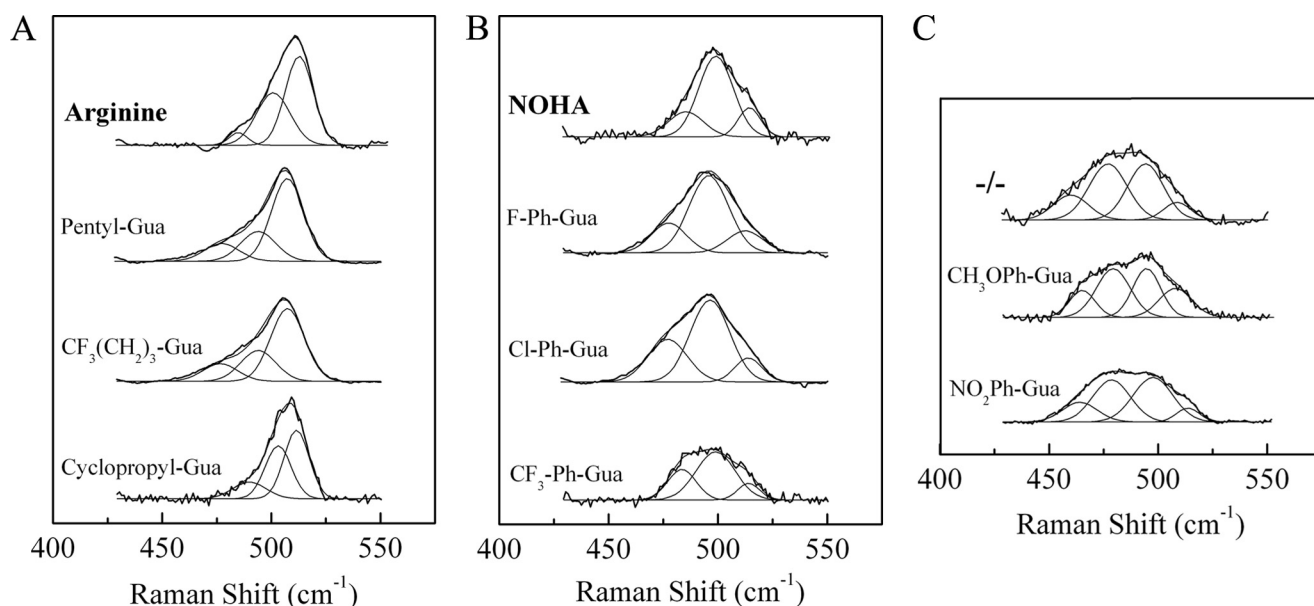 A
Arginine
Pentyl-Gua
CF₃(CH₂)₃-Gua
Cyclopropyl-Gua
400 450 500 550
Raman Shift (cm⁻¹)
B
NOHA
F-Ph-Gua
Cl-Ph-Gua
CF₃-Ph-Gua
400 450 500 550
Raman Shift (cm⁻¹)
C
-/-
CH₃OPh-Gua
NO₂Ph-Gua
400 450 500 550
Raman Shift (cm⁻¹)